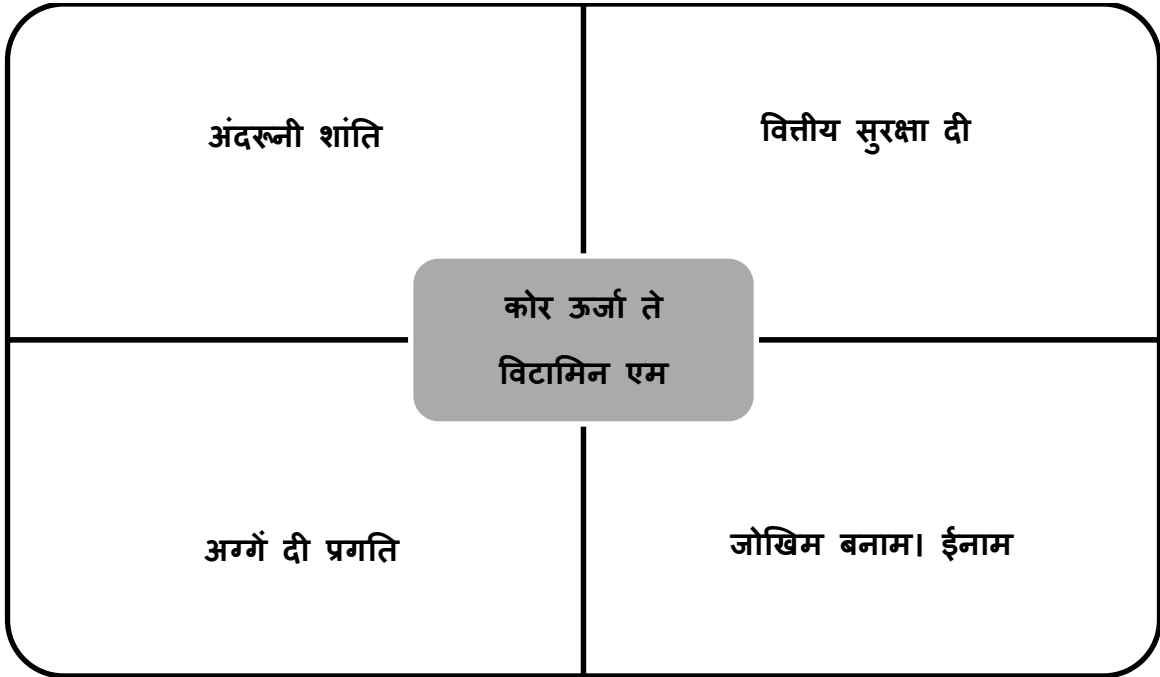 अंदरूनी शांति
वित्तीय सुरक्षा दी
कोर ऊर्जा ते
विटामिन एम
अग्गें दी प्रगति
जोखिम बनाम। ईनाम